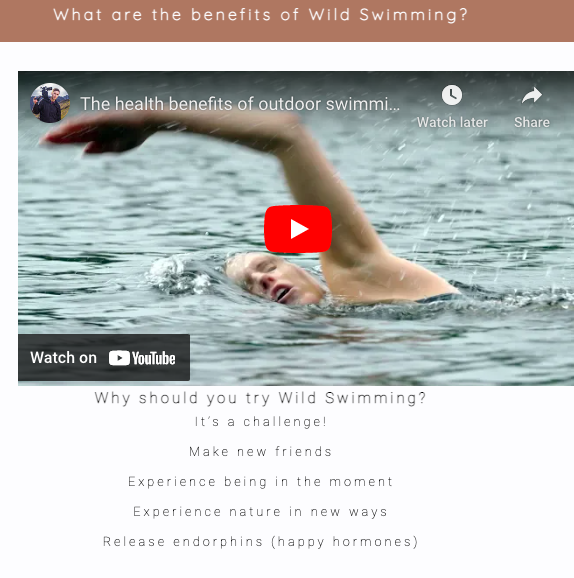 What are the benefits of Wild Swimming?
The health benefits of outdoor swimmi...
Watch later
Share
Watch on YouTube
Why should you try Wild Swimming?
It's a challenge!
Make new friends
Experience being in the moment
Experience nature in new ways
Release endorphins (happy hormones)